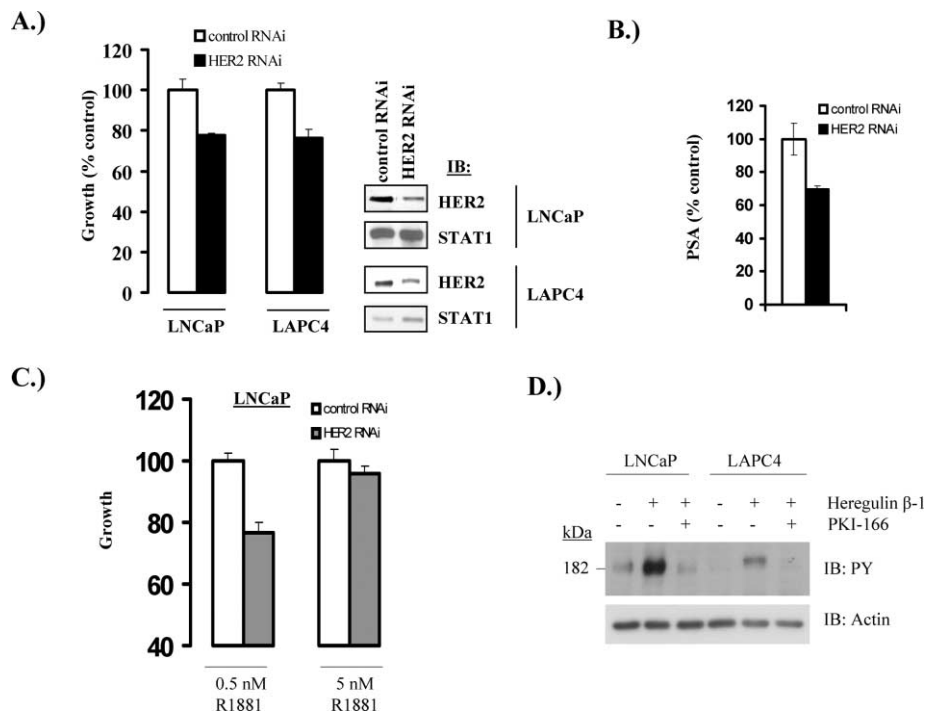 A.)
control RNAi
HER2 RNAi
120
100
80
60
40
20
0
Growth (% control)
LNCaP
LAPC4
control RNAi
HER2 RNAi
IB:
HER2
STAT1
LNCaP
HER2
STAT1
LAPC4
B.)
control RNAi
HER2 RNAi
120
100
80
60
40
20
0
PSA (% control)
C.)
LNCaP
control RNAi
HER2 RNAi
120
100
80
60
40
Growth
0.5 nM
R1881
5 nM
R1881
D.)
LNCaP
LAPC4
- + + - + + Heregulin β-1
- - + - - + PKI-166
kDa
182
IB: PY
IB: Actin